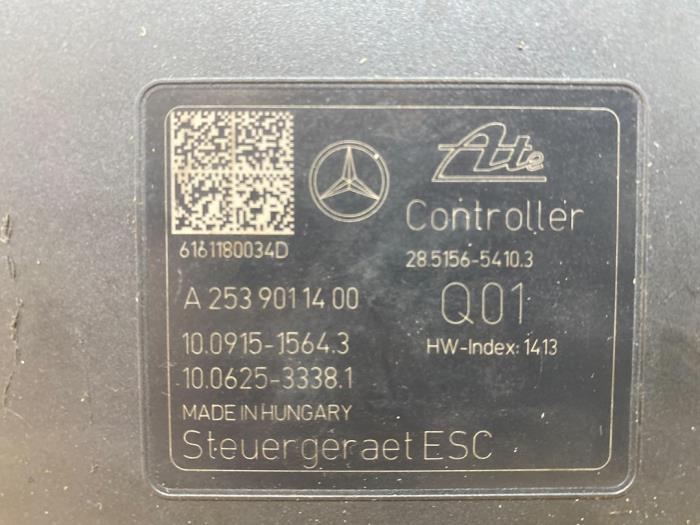 Ate
Controller
6161180034D
28.5156-5410.3
A 253 901 14 00
Q01
10.0915-1564.3
HW-Index: 1413
10.0625-3338.1
MADE IN HUNGARY
Steuergeraet ESC